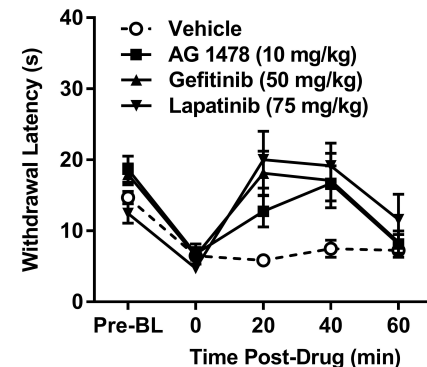 Withdrawal Latency (s)
40
30
20
10
0
Vehicle
AG 1478 (10 mg/kg)
Gefitinib (50 mg/kg)
Lapatinib (75 mg/kg)
Pre-BL 0 20 40 60
Time Post-Drug (min)